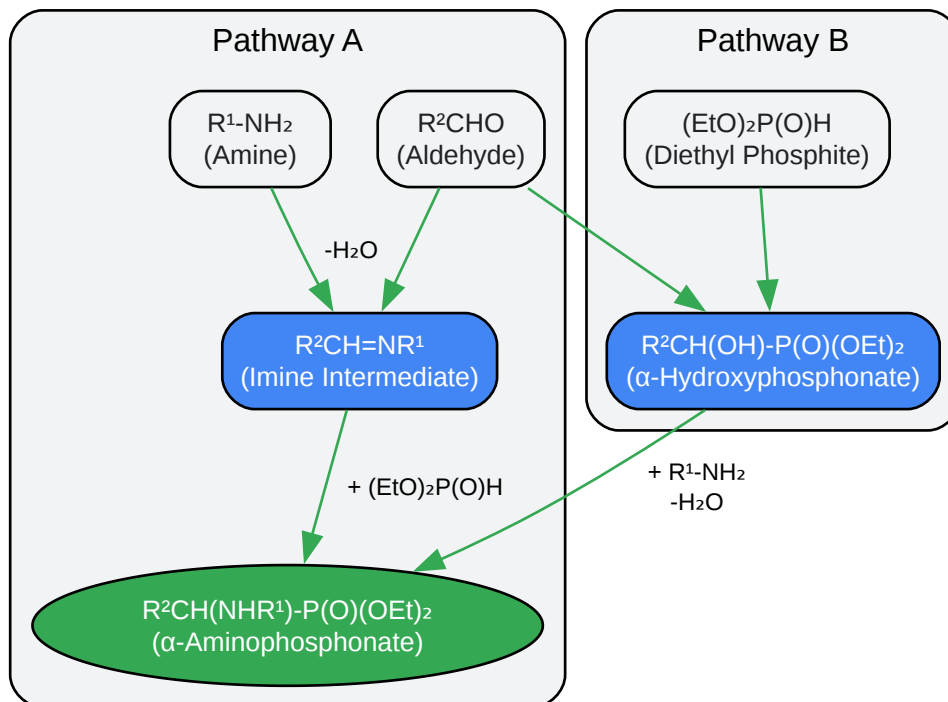 Pathway A
Pathway B
R¹-NH₂
(Amine)
R²CHO
(Aldehyde)
(EtO)₂P(O)H
(Diethyl Phosphite)
-H₂O
R²CH=NR¹
(Imine Intermediate)
R²CH(OH)-P(O)(OEt)₂
(α-Hydroxyphosphonate)
+ (EtO)₂P(O)H
+ R¹-NH₂
-H₂O
R²CH(NHR¹)-P(O)(OEt)₂
(α-Aminophosphonate)